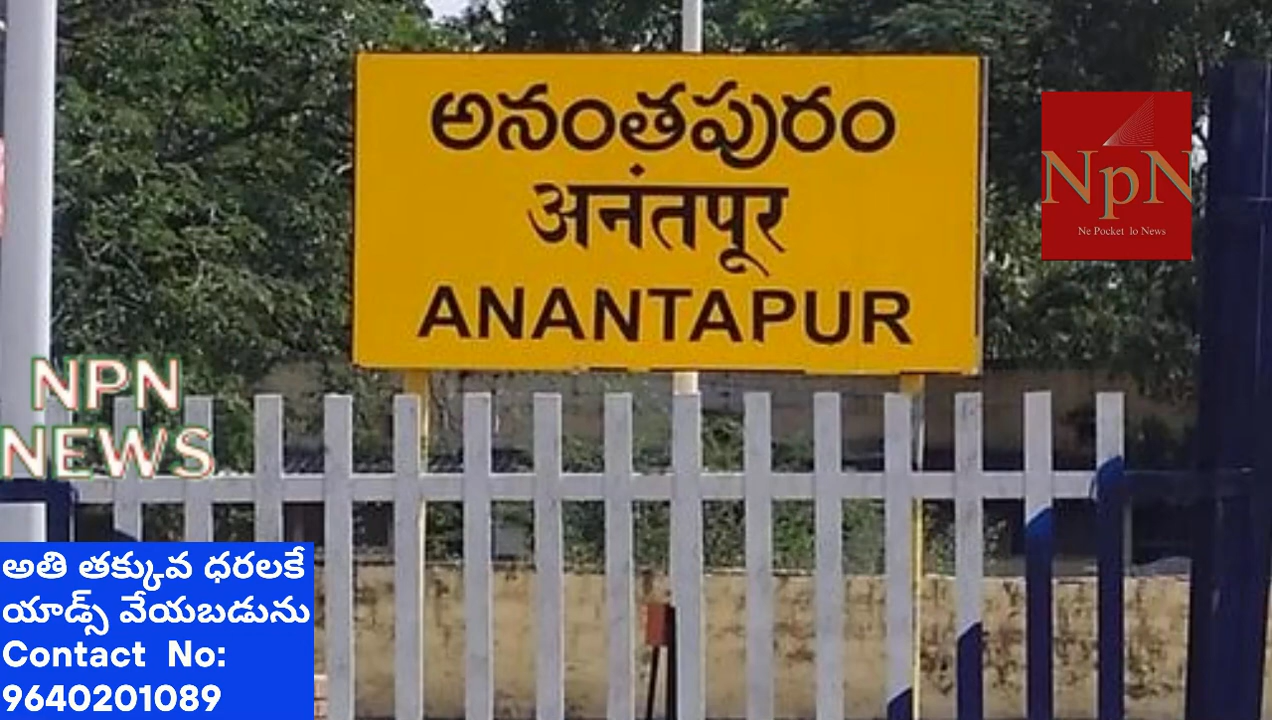 అనంతపురం
अनंतपूर
ANANTAPUR
NpN
Ne Pocket lo News
NPN
NEWS
అతి తక్కువ ధరలకే
యాడ్స్ వేయబడును
Contact No:
9640201089